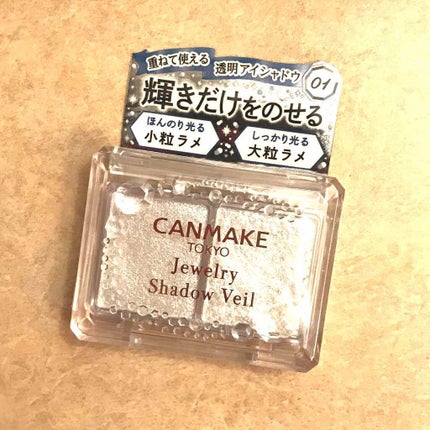 重ねて使える 透明アイシャドウ 01
輝きだけをのせる
ほんのり光る しっかり光る
小粒ラメ × 大粒ラメ
CANMAKE
TOKYO
Jewelry
Shadow Veil